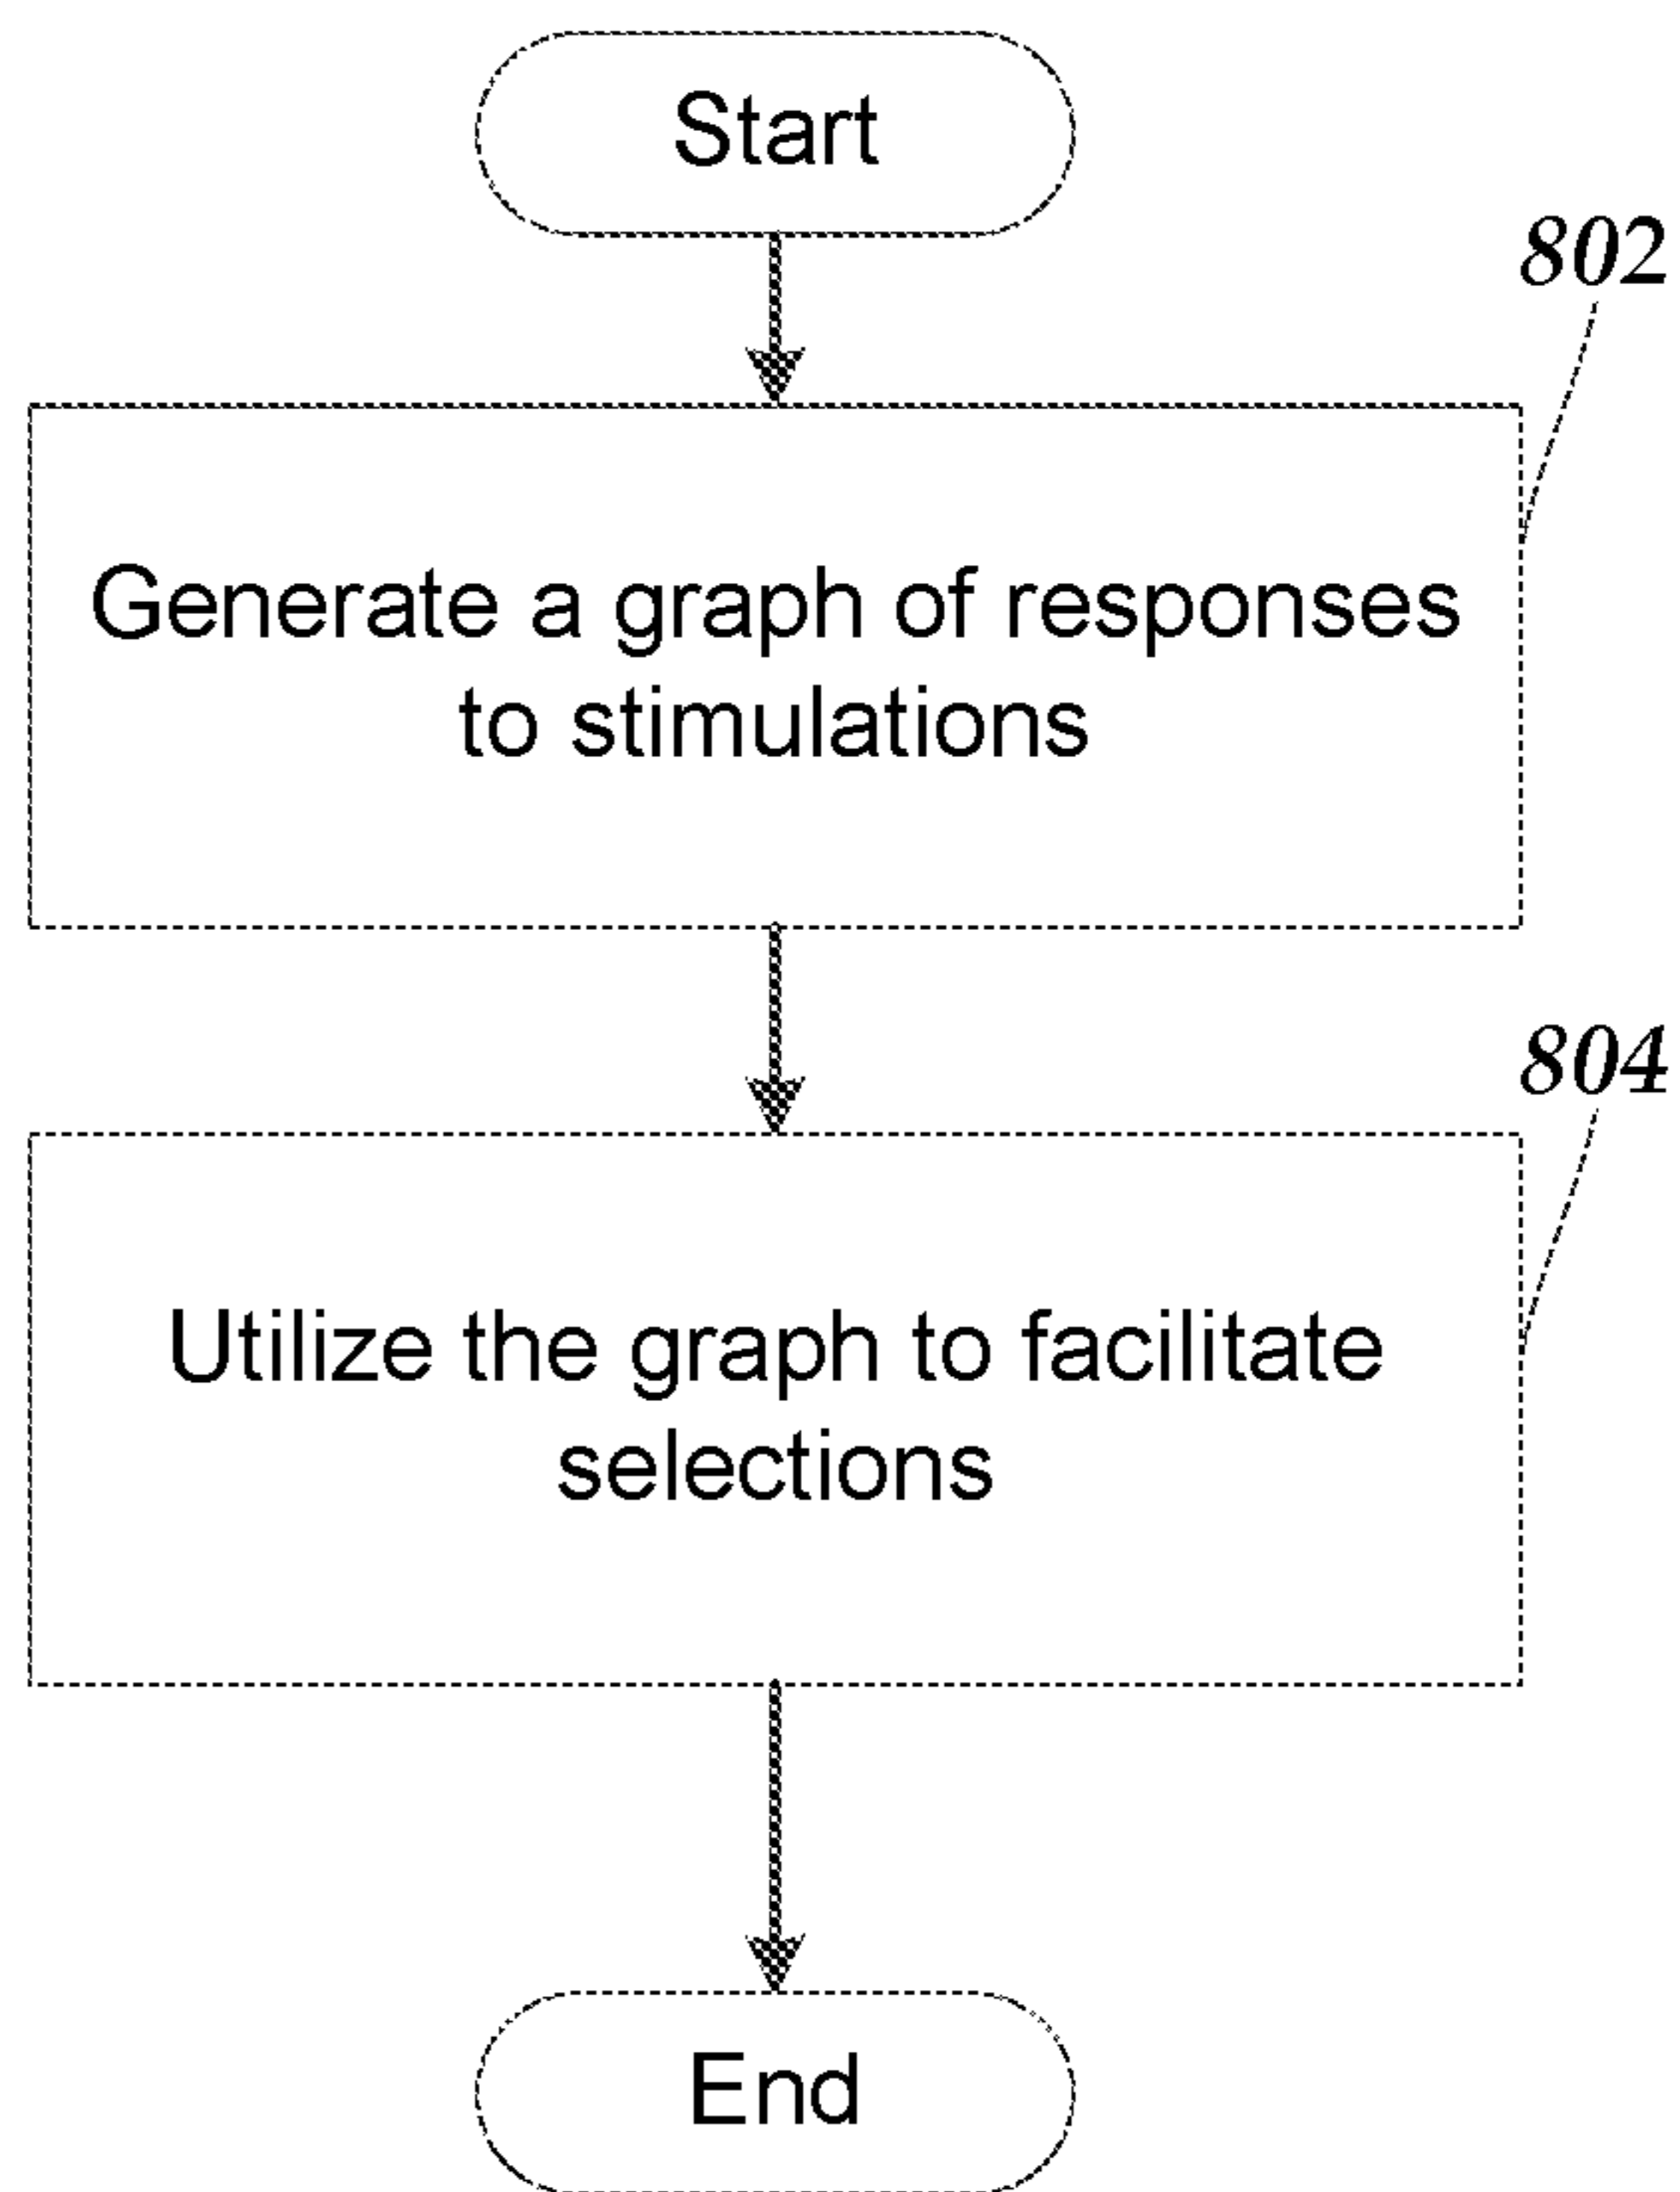 Start
802
Generate a graph of responses
to stimulations
804
Utilize the graph to facilitate
selections
End